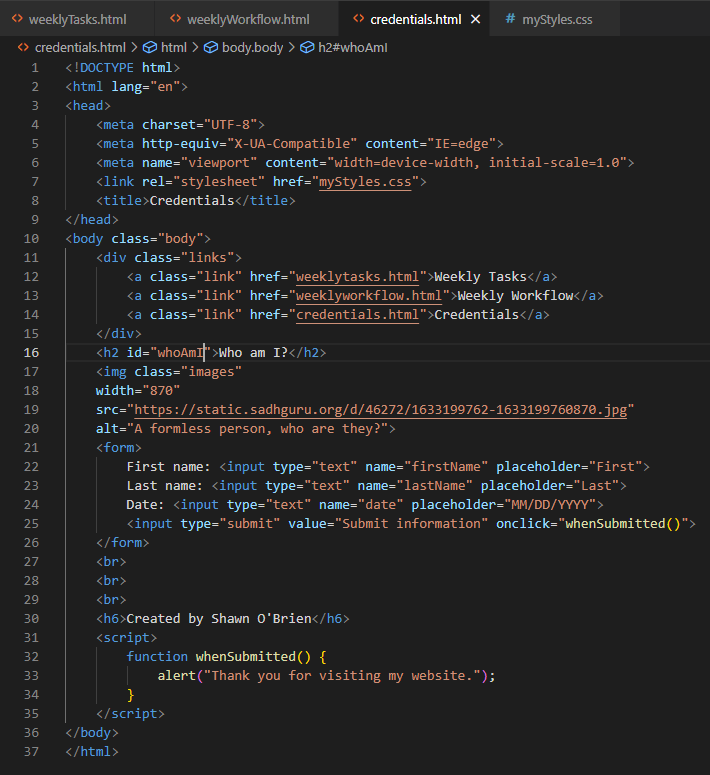 weeklyTasks.html weeklyWorkflow.html credentials.html myStyles.css
credentials.html > html > body.body > h2#whoAmI
1 <!DOCTYPE html>
2 <html lang="en">
3 <head>
4 <meta charset="UTF-8">
5 <meta http-equiv="X-UA-Compatible" content="IE=edge">
6 <meta name="viewport" content="width=device-width, initial-scale=1.0">
7 <link rel="stylesheet" href="myStyles.css">
8 <title>Credentials</title>
9 </head>
10 <body class="body">
11 <div class="links">
12 <a class="link" href="weeklytasks.html">Weekly Tasks</a>
13 <a class="link" href="weeklyworkflow.html">Weekly Workflow</a>
14 <a class="link" href="credentials.html">Credentials</a>
15 </div>
16 <h2 id="whoAmI">Who am I?</h2>
17 <img class="images"
18 width="870"
19 src="https://static.sadhguru.org/d/46272/1633199762-1633199760870.jpg"
20 alt="A formless person, who are they?">
21 <form>
22 First name: <input type="text" name="firstName" placeholder="First">
23 Last name: <input type="text" name="lastName" placeholder="Last">
24 Date: <input type="text" name="date" placeholder="MM/DD/YYYY">
25 <input type="submit" value="Submit information" onclick="whenSubmitted()">
26 </form>
27 <br>
28 <br>
29 <br>
30 <h6>Created by Shawn O'Brien</h6>
31 <script>
32 function whenSubmitted() {
33 alert("Thank you for visiting my website.");
34 }
35 </script>
36 </body>
37 </html>